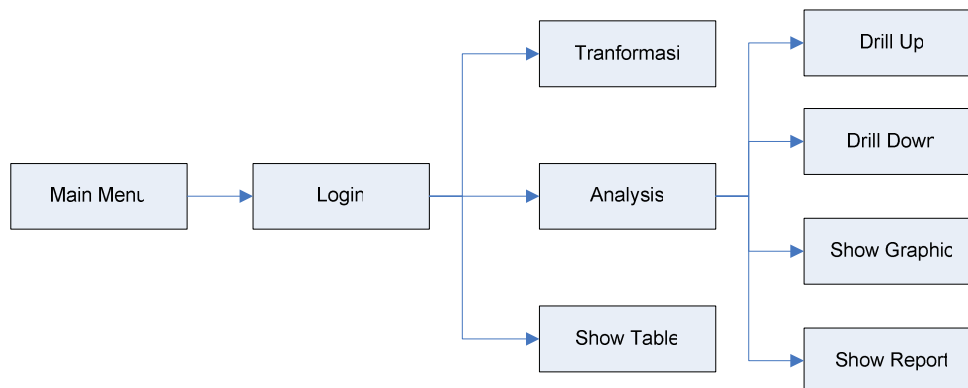 Main Menu
Login
Tranformasi
Analysis
Show Table
Drill Up
Drill Down
Show Graphic
Show Report